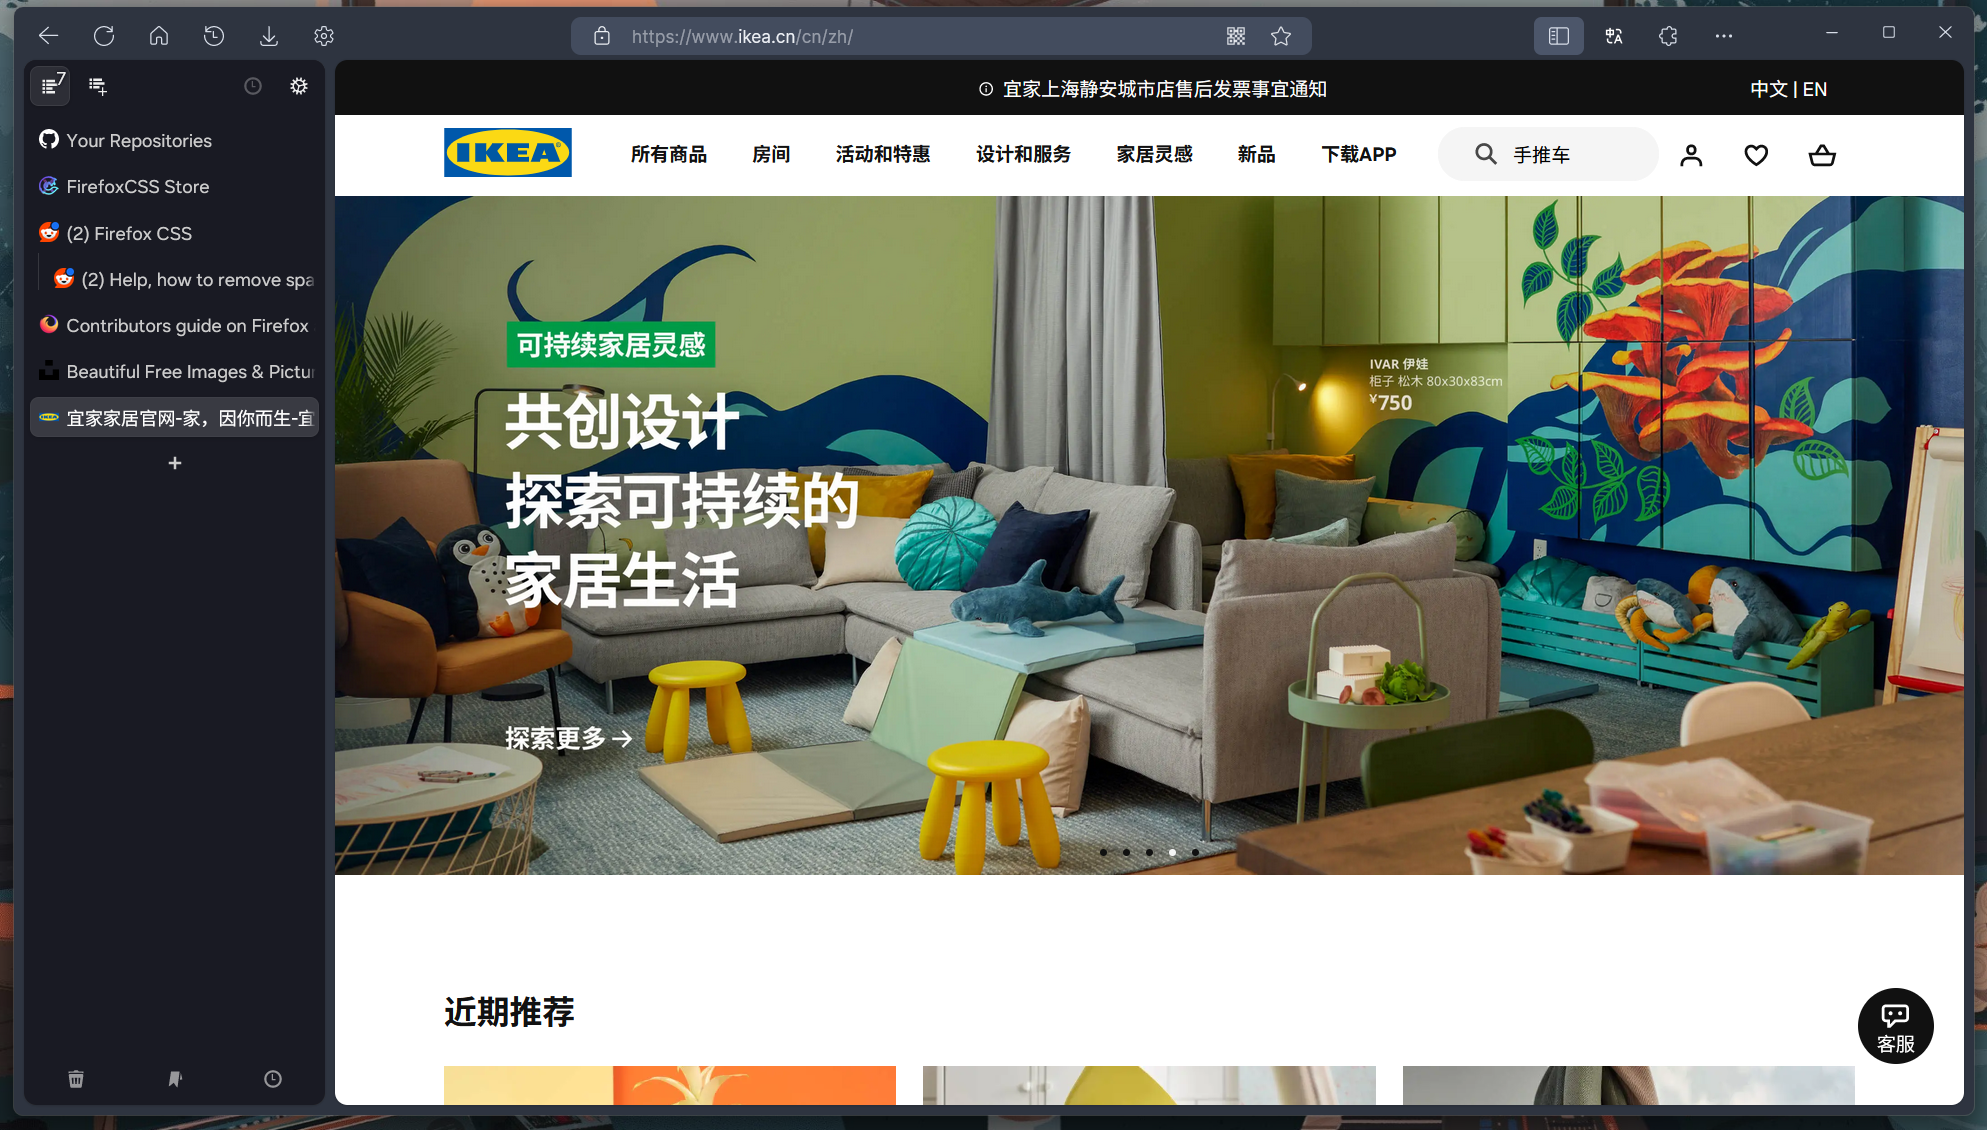 https://www.ikea.cn/cn/zh/
7
Your Repositories
FirefoxCSS Store
(2) Firefox CSS
(2) Help, how to remove spa
Contributors guide on Firefox
Beautiful Free Images & Pictur
宜家家居官网-家，因你而生-宜
宜家上海静安城市店售后发票事宜通知
中文 | EN
IKEA
所有商品
房间
活动和特惠
设计和服务
家居灵感
新品
下载APP
手推车
可持续家居灵感
共创设计
探索可持续的
家居生活
探索更多
IVAR 伊娃
柜子 松木 80x30x83cm
¥750
近期推荐
客服